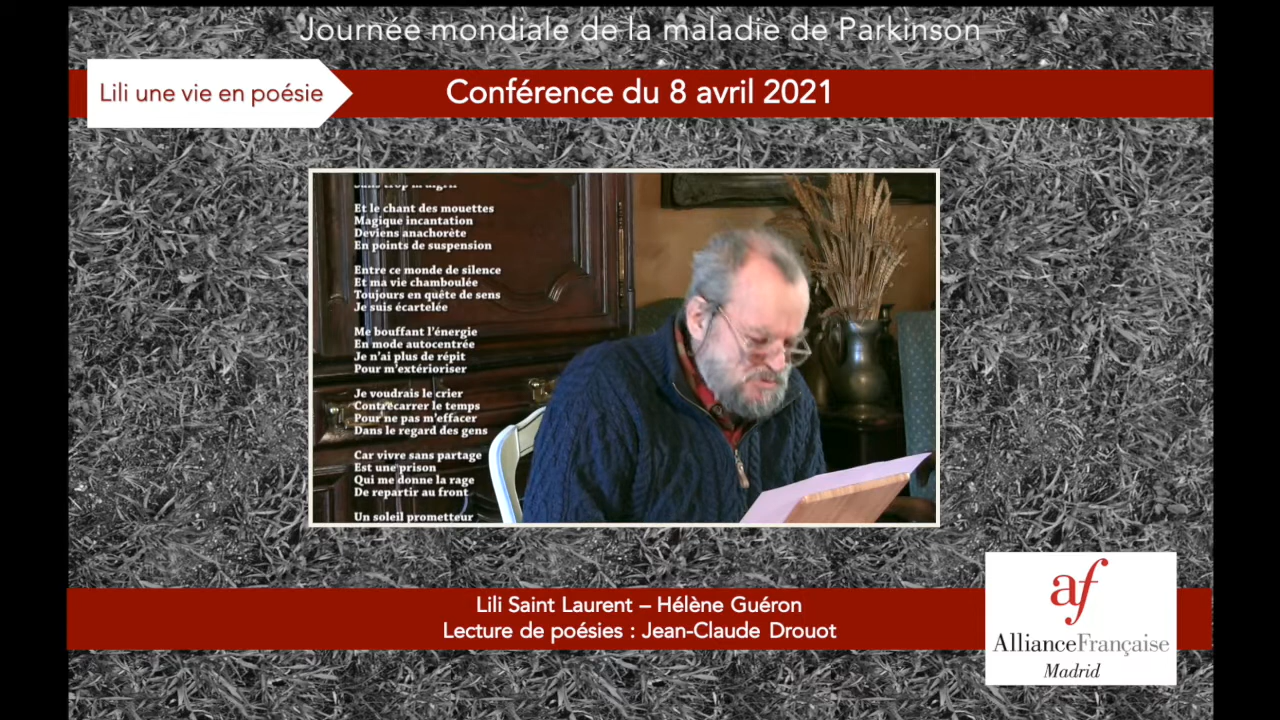 Journée mondiale de la maladie de Parkinson
Lili une vie en poésie
Conférence du 8 avril 2021
Et le chant des mouettes
Magique incantation
Deviens anachorète
En points de suspension
Entre ce monde de silence
Et ma vie chamboulée
Toujours en quête de sens
Je suis écartelée
Me bouffant l'énergie
En mode autocentrée
Je n'ai plus de répit
Pour m'extérioriser
Je voudrais le crier
Contrecarrer le temps
Pour ne pas m'effacer
Dans le regard des gens
Car vivre sans partage
Est une prison
Qui me donne la rage
De repartir au front
Un soleil prometteur
Lili Saint Laurent – Hélène Guéron
Lecture de poésies : Jean-Claude Drouot
af
AllianceFrançaise
Madrid